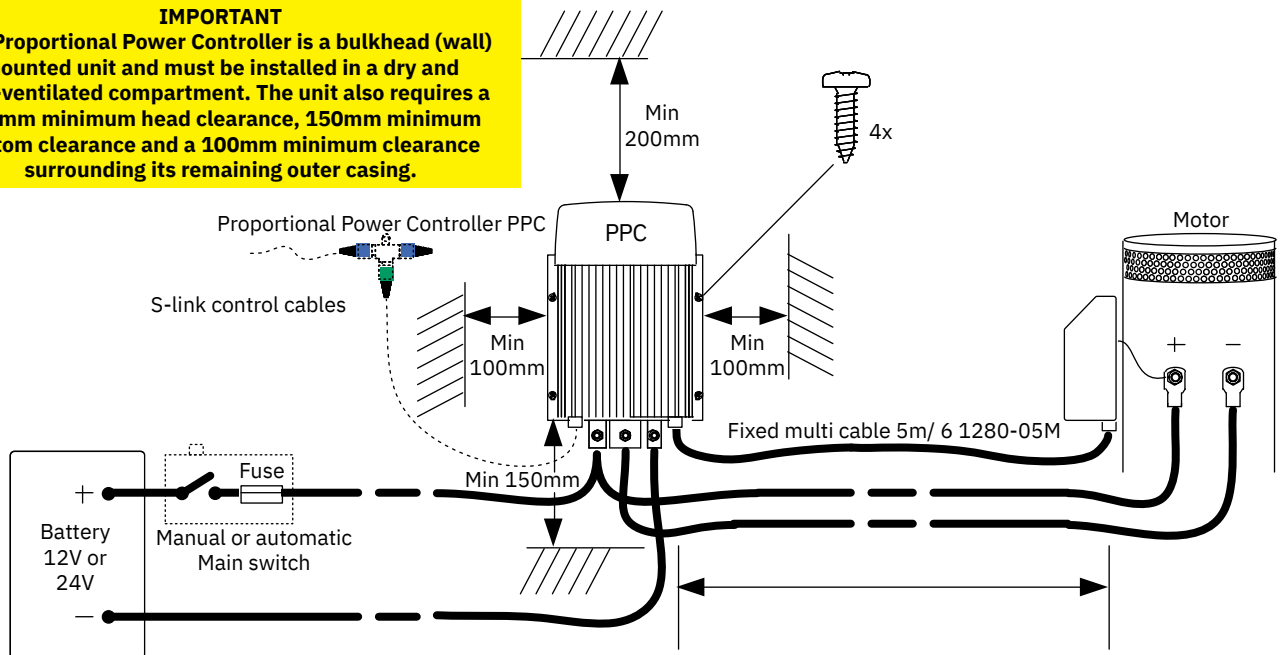 IMPORTANT
Proportional Power Controller is a bulkhead (wall)
ounted unit and must be installed in a dry and
-ventilated compartment. The unit also requires a
mm minimum head clearance, 150mm minimum
tom clearance and a 100mm minimum clearance
surrounding its remaining outer casing.
Min
200mm
4x
Proportional Power Controller PPC
PPC
Motor
S-link control cables
Min
100mm
Min
100mm
+ −
Fixed multi cable 5m/ 6 1280-05M
Min 150mm
Fuse
+
Battery
12V or
24V
−
Manual or automatic
Main switch